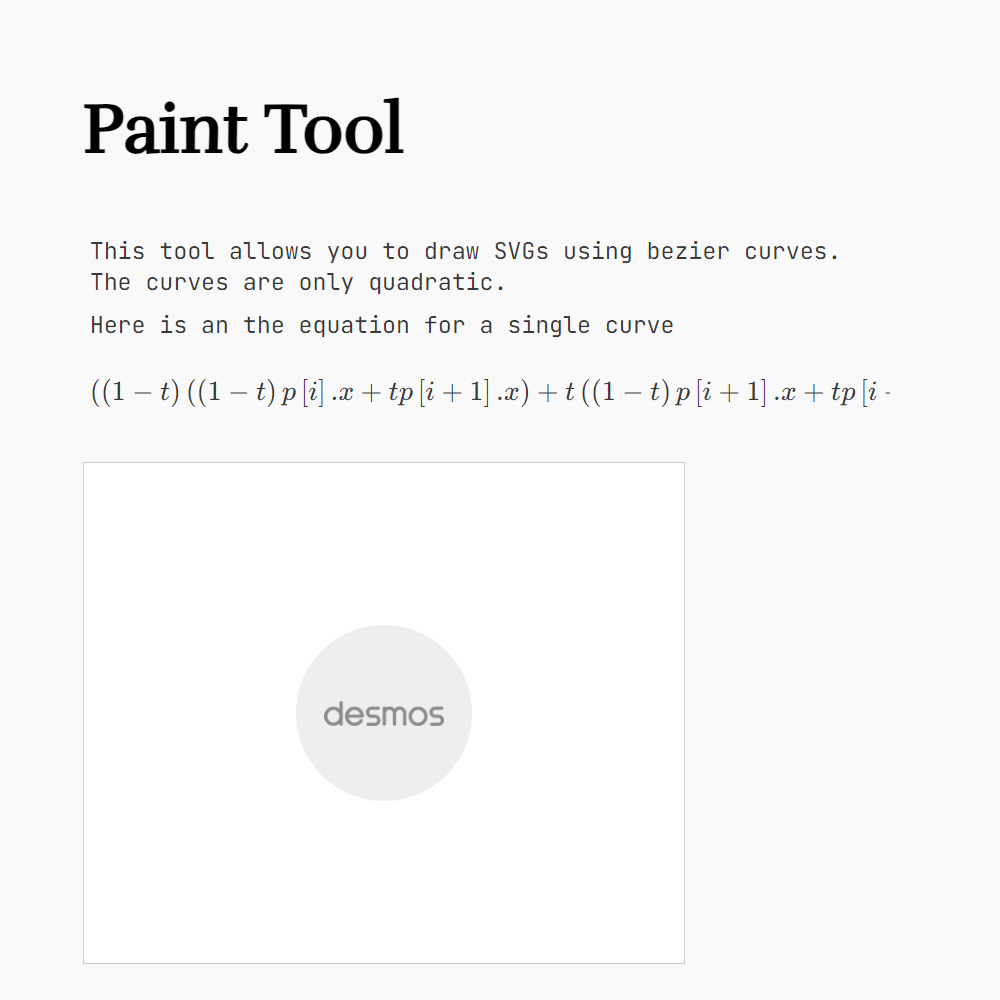 Paint Tool
This tool allows you to draw SVGs using bezier curves.
The curves are only quadratic.
Here is an the equation for a single curve
((1 − t) ((1 − t) p [i] .x + tp [i + 1] .x) + t ((1 − t) p [i + 1] .x + tp [i -
desmos